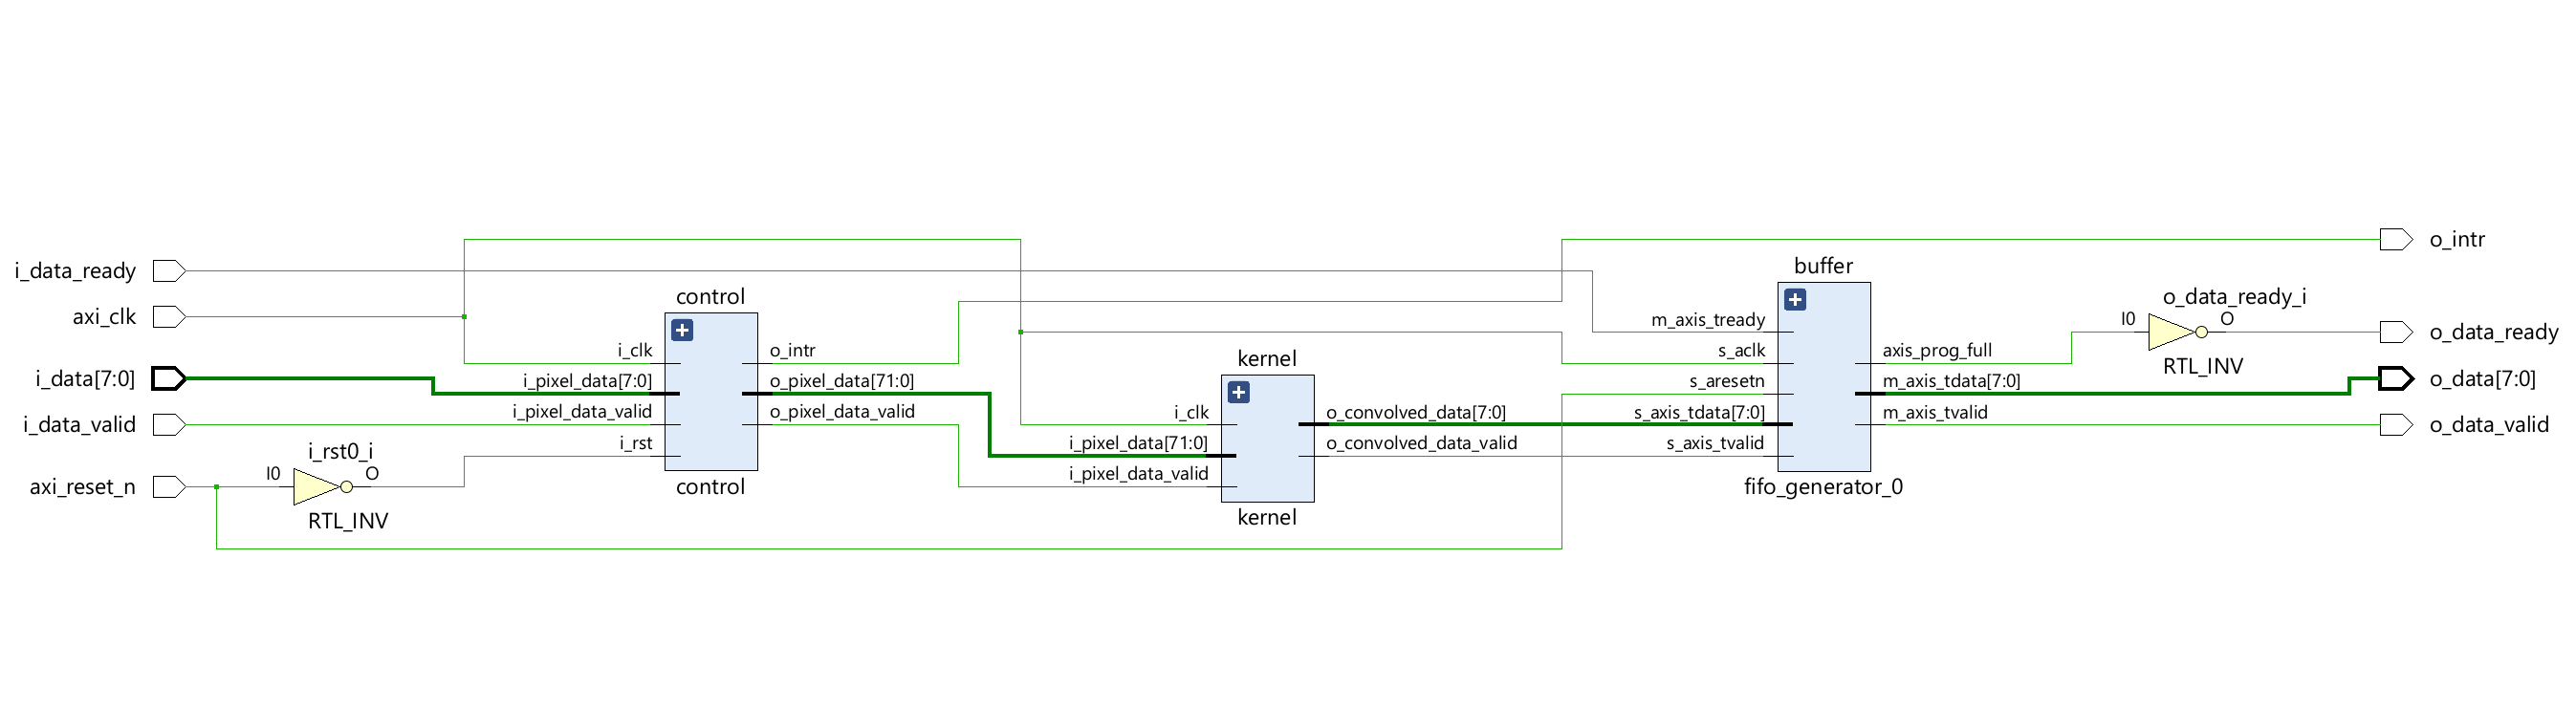 i_data_ready
axi_clk
i_data[7:0]
i_data_valid
axi_reset_n
I0
i_rst0_i
O
RTL_INV
control
i_clk
i_pixel_data[7:0]
i_pixel_data_valid
i_rst
o_intr
o_pixel_data[71:0]
o_pixel_data_valid
control
kernel
i_clk
i_pixel_data[71:0]
i_pixel_data_valid
o_convolved_data[7:0]
o_convolved_data_valid
kernel
buffer
m_axis_tready
s_aclk
s_aresetn
s_axis_tdata[7:0]
s_axis_tvalid
axis_prog_full
m_axis_tdata[7:0]
m_axis_tvalid
fifo_generator_0
o_data_ready_i
I0
O
RTL_INV
o_intr
o_data_ready
o_data[7:0]
o_data_valid